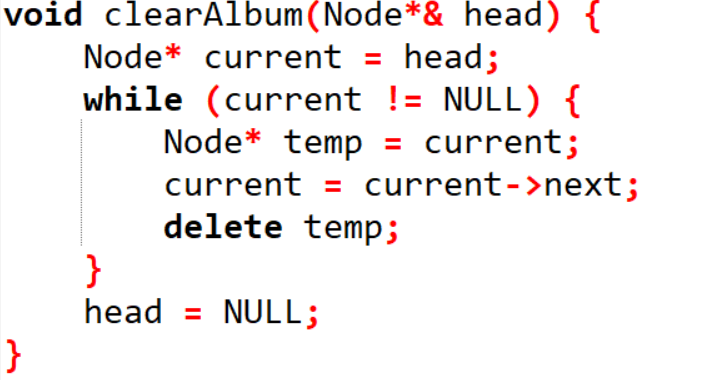 void clearAlbum(Node*& head) {
    Node* current = head;
    while (current != NULL) {
        Node* temp = current;
        current = current->next;
        delete temp;
    }
    head = NULL;
}